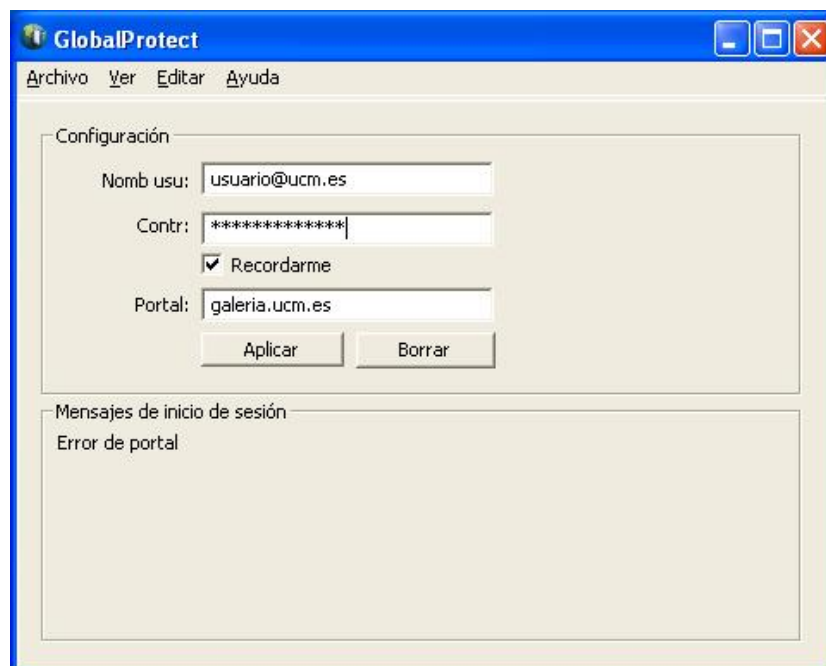 GlobalProtect
Archivo Ver Editar Ayuda
Configuración
Nomb usu: usuario@ucm.es
Contr: *************
Recordarme
Portal: galeria.ucm.es
Aplicar Borrar
Mensajes de inicio de sesión
Error de portal